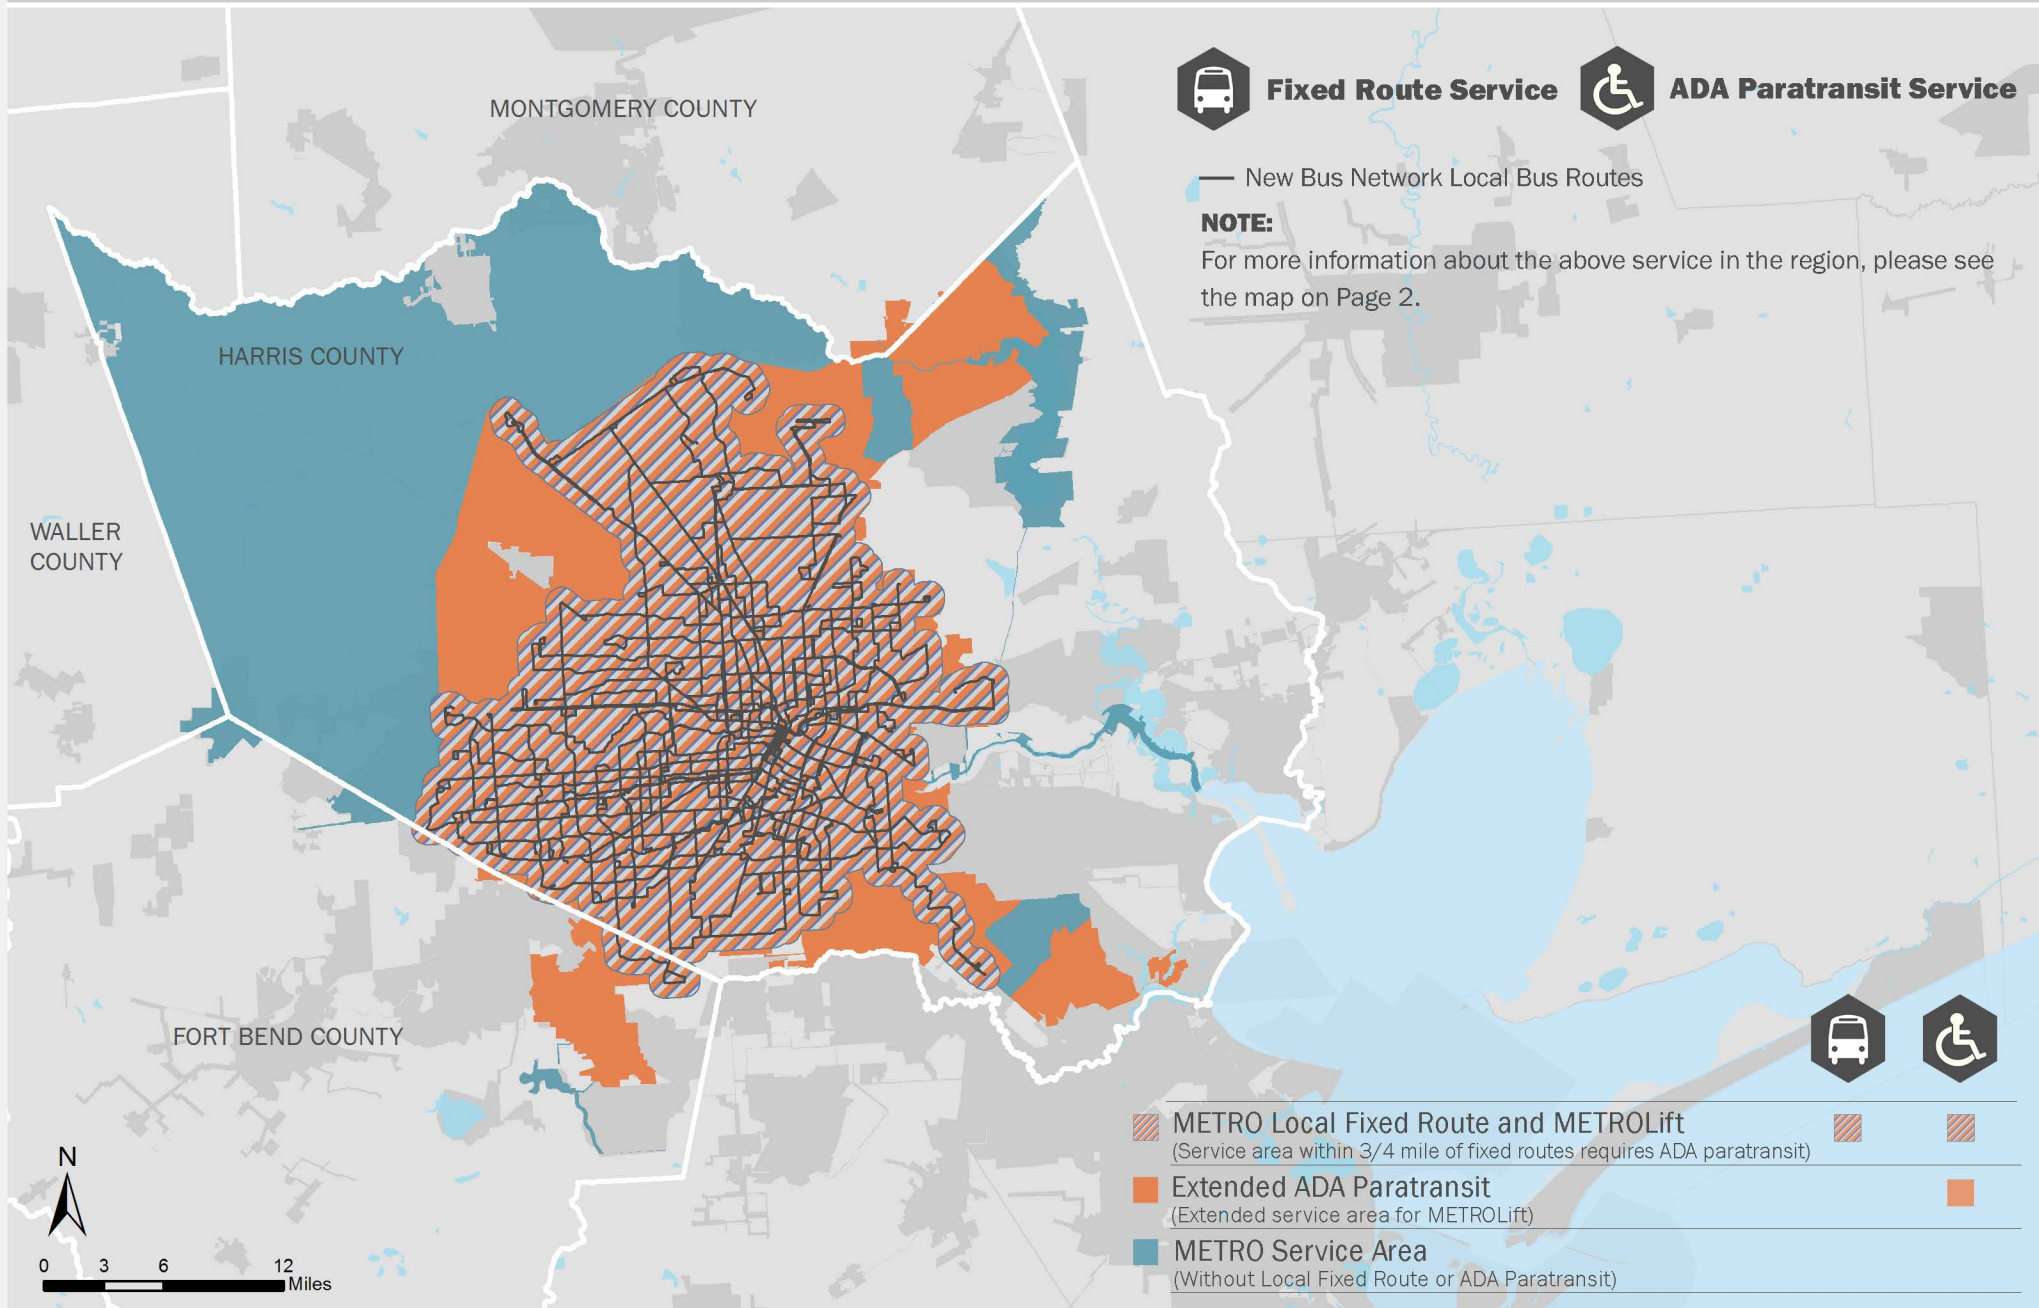 Fixed Route Service
ADA Paratransit Service
New Bus Network Local Bus Routes
NOTE:
For more information about the above service in the region, please see
the map on Page 2.
MONTGOMERY COUNTY
HARRIS COUNTY
WALLER
COUNTY
FORT BEND COUNTY
N
0 3 6 12
Miles
METRO Local Fixed Route and METROLift
(Service area within 3/4 mile of fixed routes requires ADA paratransit)
Extended ADA Paratransit
(Extended service area for METROLift)
METRO Service Area
(Without Local Fixed Route or ADA Paratransit)